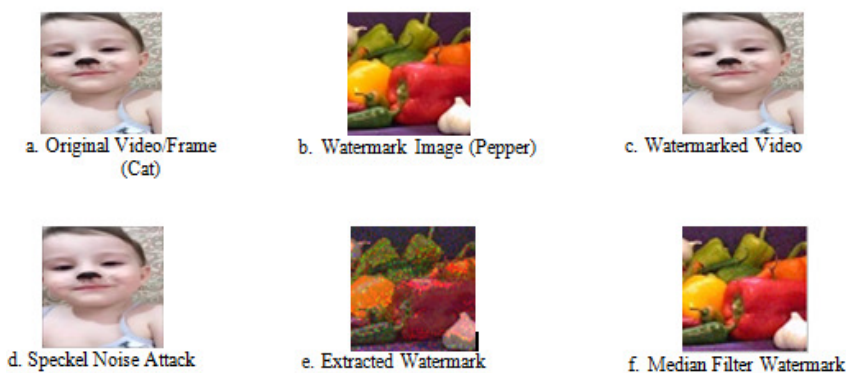 a. Original Video/Frame
(Cat)
b. Watermark Image (Pepper)
c. Watermarked Video
d. Speckel Noise Attack
e. Extracted Watermark
f. Median Filter Watermark